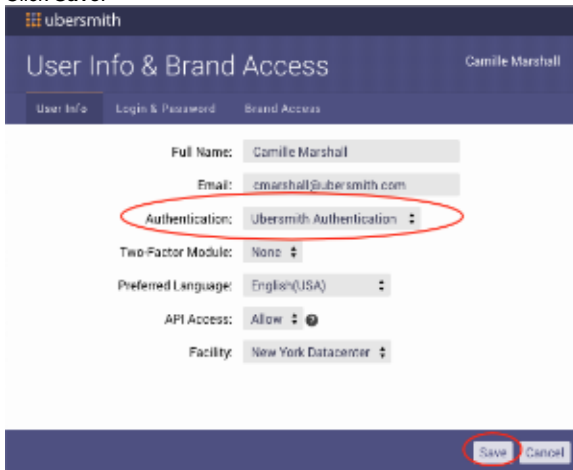 Click Save.
ubersmith
User Info & Brand Access
Camille Marshall
User Info Login & Password Brand Access
Full Name: Camille Marshall
Email: cmarshall@ubersmith.com
Authentication: Ubersmith Authentication
Two-Factor Module: None
Preferred Language: English(USA)
API Access: Allow ?
Facility: New York Datacenter
Save Cancel